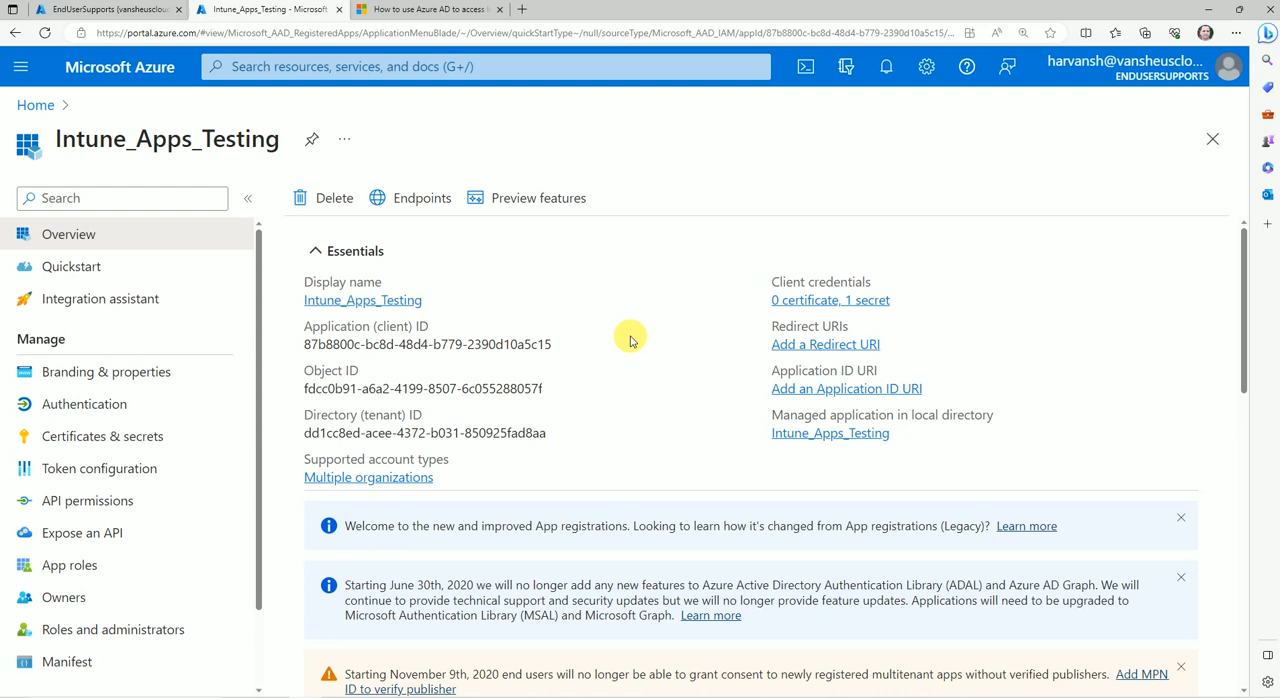 EndUserSupports (vansheusclou
Intune_Apps_Testing - Microsoft
How to use Azure AD to access I
https://portal.azure.com/#view/Microsoft_AAD_RegisteredApps/ApplicationMenuBlade/~/Overview/quickStartType~/null/sourceType/Microsoft_AAD_IAM/appId/87b8800c-bc8d-48d4-b779-2390d10a5c15/...
Microsoft Azure
Search resources, services, and docs (G+/)
harvansh@vansheusclo...
ENDUSERSUPPORTS
Home >
Intune_Apps_Testing
...
Search
«
Delete
Endpoints
Preview features
Overview
Quickstart
Integration assistant
Manage
Branding & properties
Authentication
Certificates & secrets
Token configuration
API permissions
Expose an API
App roles
Owners
Roles and administrators
Manifest
Essentials
Display name
Intune_Apps_Testing
Application (client) ID
87b8800c-bc8d-48d4-b779-2390d10a5c15
Object ID
fdcc0b91-a6a2-4199-8507-6c055288057f
Directory (tenant) ID
dd1cc8ed-acee-4372-b031-850925fad8aa
Supported account types
Multiple organizations
Client credentials
0 certificate, 1 secret
Redirect URIs
Add a Redirect URI
Application ID URI
Add an Application ID URI
Managed application in local directory
Intune_Apps_Testing
Welcome to the new and improved App registrations. Looking to learn how it's changed from App registrations (Legacy)? Learn more
Starting June 30th, 2020 we will no longer add any new features to Azure Active Directory Authentication Library (ADAL) and Azure AD Graph. We will
continue to provide technical support and security updates but we will no longer provide feature updates. Applications will need to be upgraded to
Microsoft Authentication Library (MSAL) and Microsoft Graph. Learn more
Starting November 9th, 2020 end users will no longer be able to grant consent to newly registered multitenant apps without verified publishers. Add MPN
ID to verify publisher